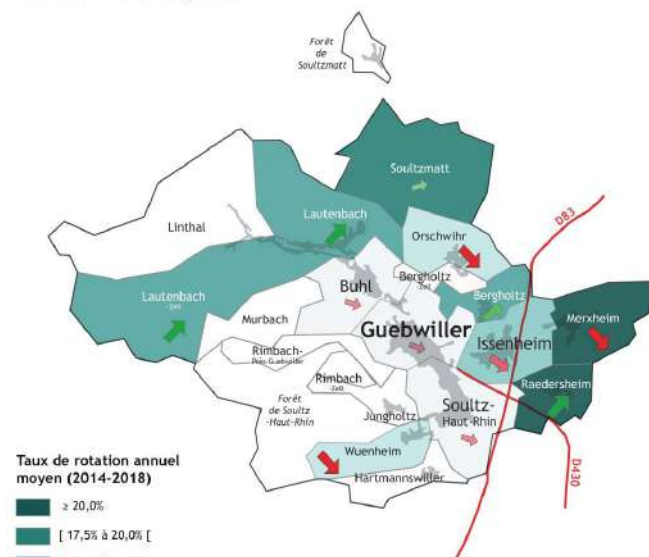 Forêt
de
Soultzmatt
Soultzmatt
Linthal
Lautenbach
Orschwihr
D83
Bergholtz
Zell
Lautenbach
Zell
Buhl
Bergholtz
Merxheim
Murbach
Guebwiller
Issenheim
Rimbach-
Près Guebwiller
Rimbach
Zell
Raedersheim
Forêt
de Soultz
-Haut-Rhin
Jungholtz
Soultz-
Haut-Rhin
Wuenheim
D430
Hartmannswiller
Taux de rotation annuel
moyen (2014-2018)
≥ 20,0%
[ 17,5% à 20,0% [